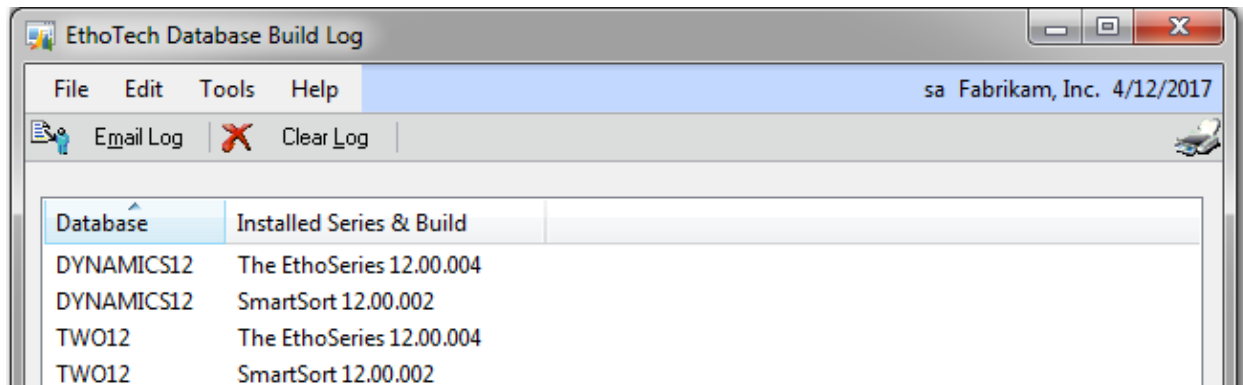 EthoTech Database Build Log
File Edit Tools Help sa Fabrikam, Inc. 4/12/2017
Email Log Clear Log
Database Installed Series & Build
DYNAMICS12 The EthoSeries 12.00.004
DYNAMICS12 SmartSort 12.00.002
TWO12 The EthoSeries 12.00.004
TWO12 SmartSort 12.00.002